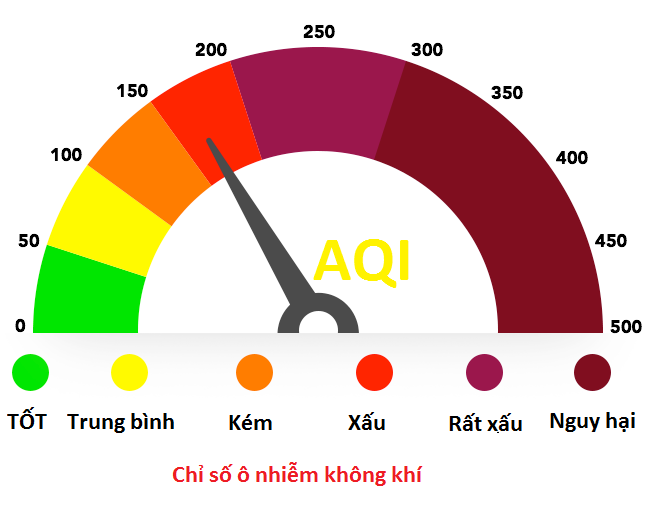 250
200
300
150
350
100
400
50
450
AQI
0
500
TỐT
Trung bình
Kém
Xấu
Rất xấu
Nguy hại
Chỉ số ô nhiễm không khí